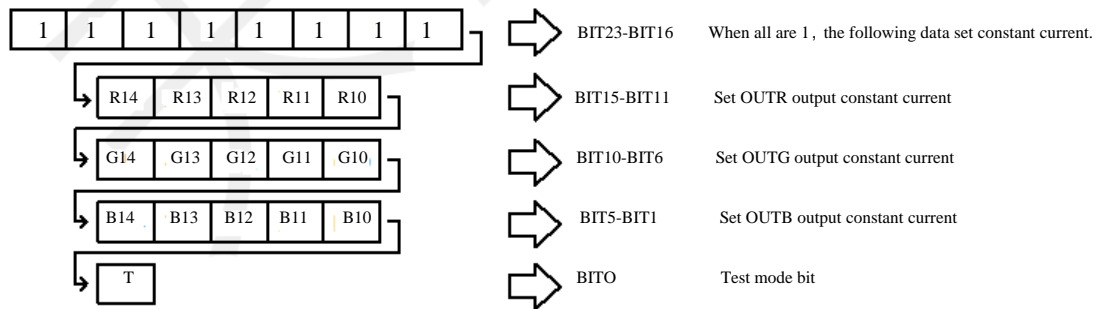 1 1 1 1 1 1 1 1 BIT23-BIT16 When all are 1, the following data set constant current.
R14 R13 R12 R11 R10 BIT15-BIT11 Set OUTR output constant current
G14 G13 G12 G11 G10 BIT10-BIT6 Set OUTG output constant current
B14 B13 B12 B11 B10 BIT5-BIT1 Set OUTB output constant current
T BITO Test mode bit